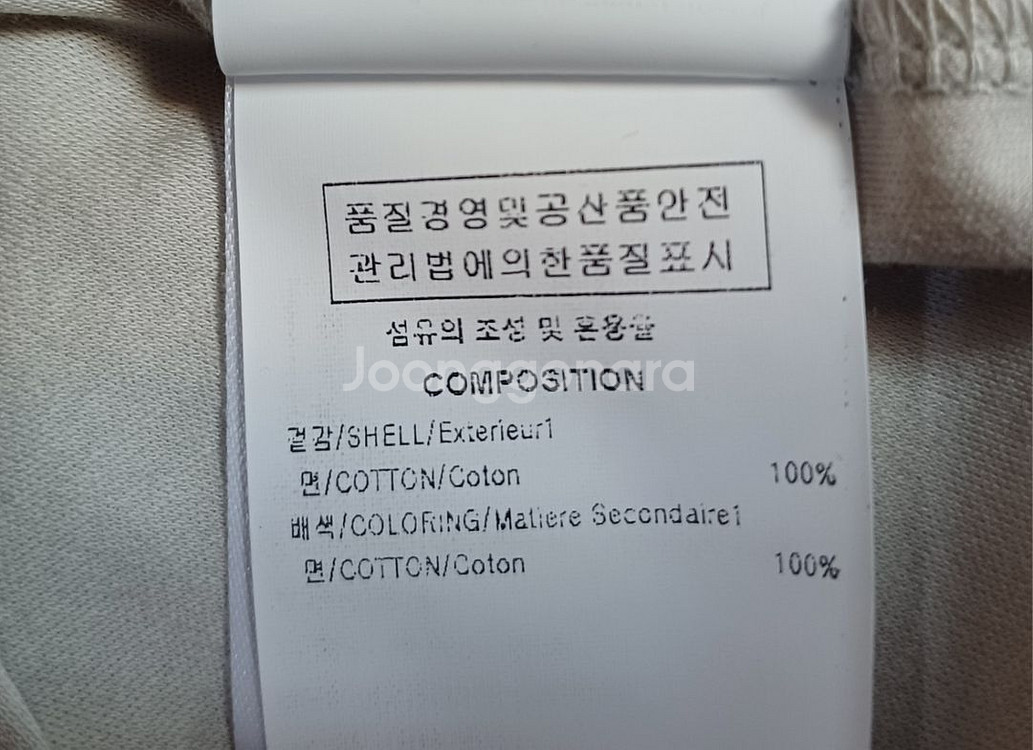 품질경영및공산품안전
관리법에의한품질표시
섬유의 조성 및 혼용율
Joonggonara
COMPOSITION
겉감/SHELL/Exterieur1
면/COTTON/Coton 100%
배색/COLORING/Matiere Secondaire1
면/COTTON/Coton 100%